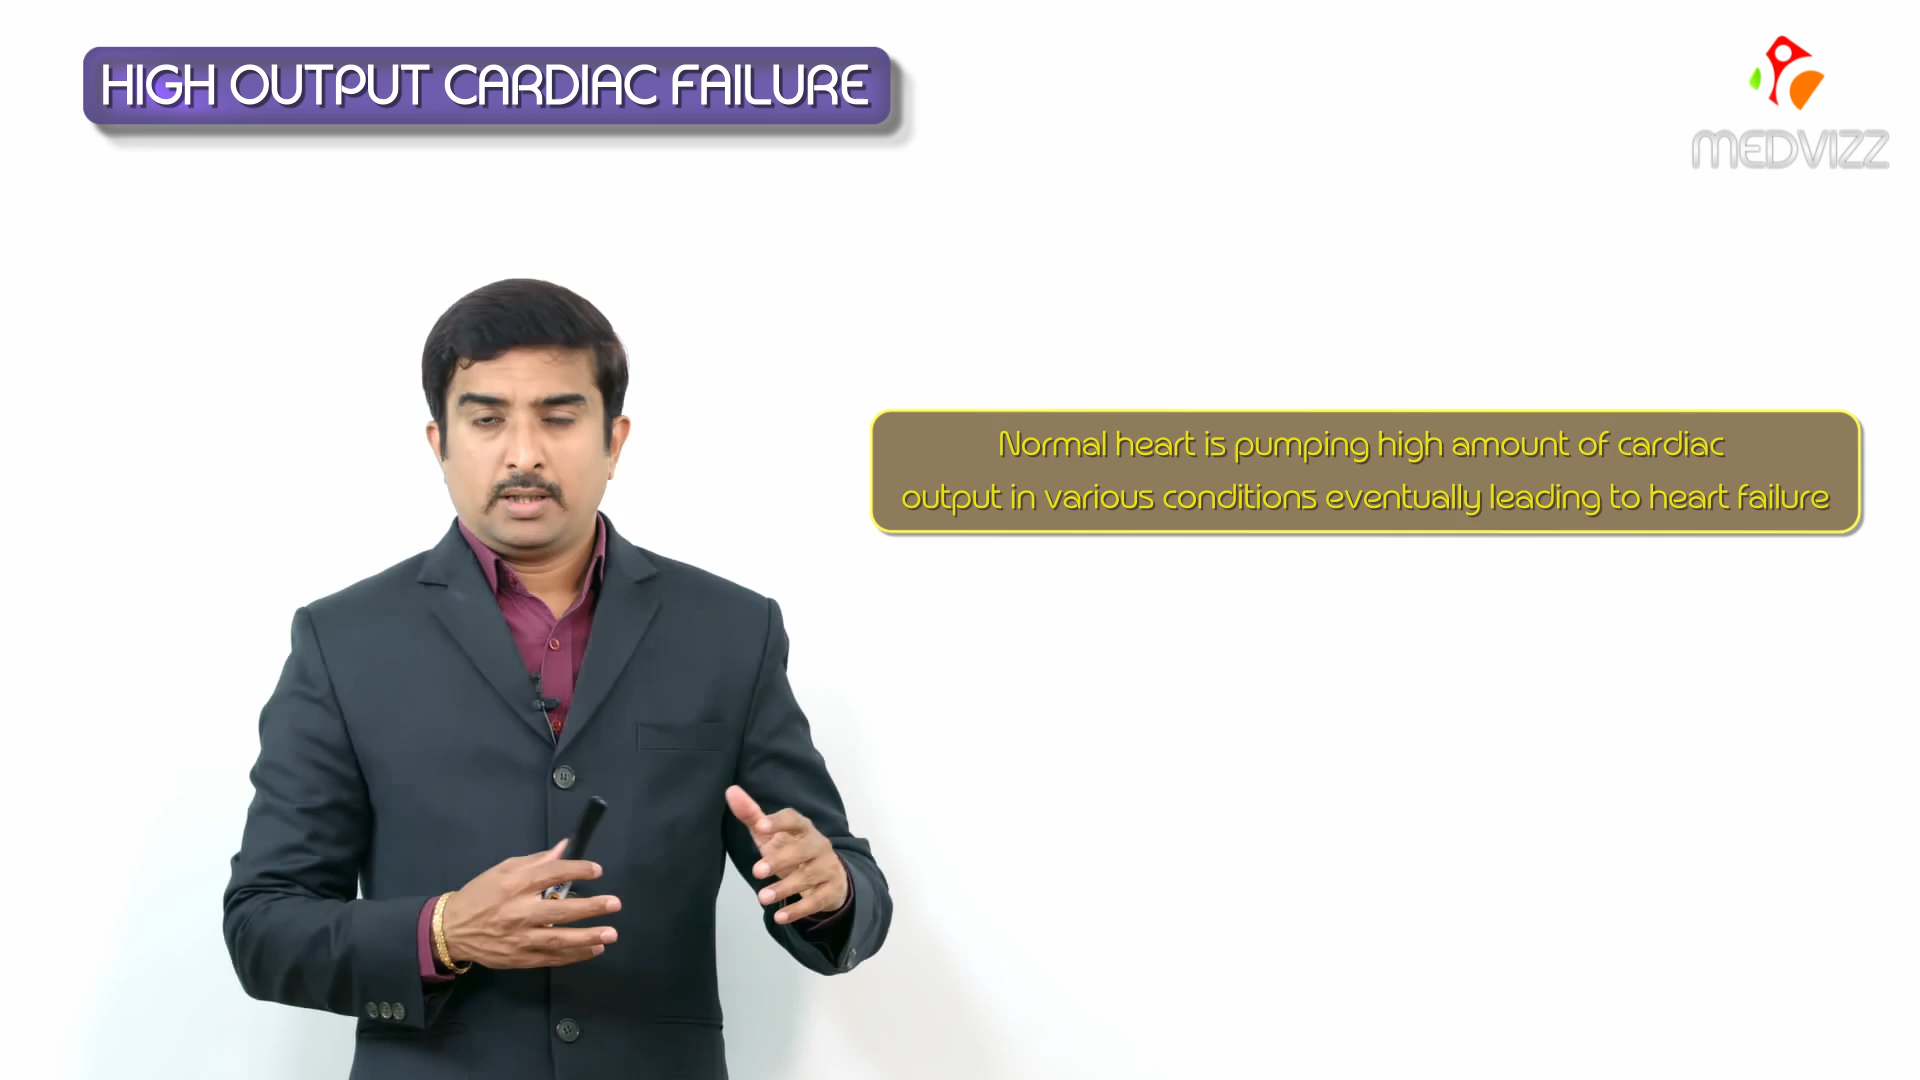 HIGH OUTPUT CARDIAC FAILURE
MEDVIZZ
Normal heart is pumping high amount of cardiac
output in various conditions eventually leading to heart failure